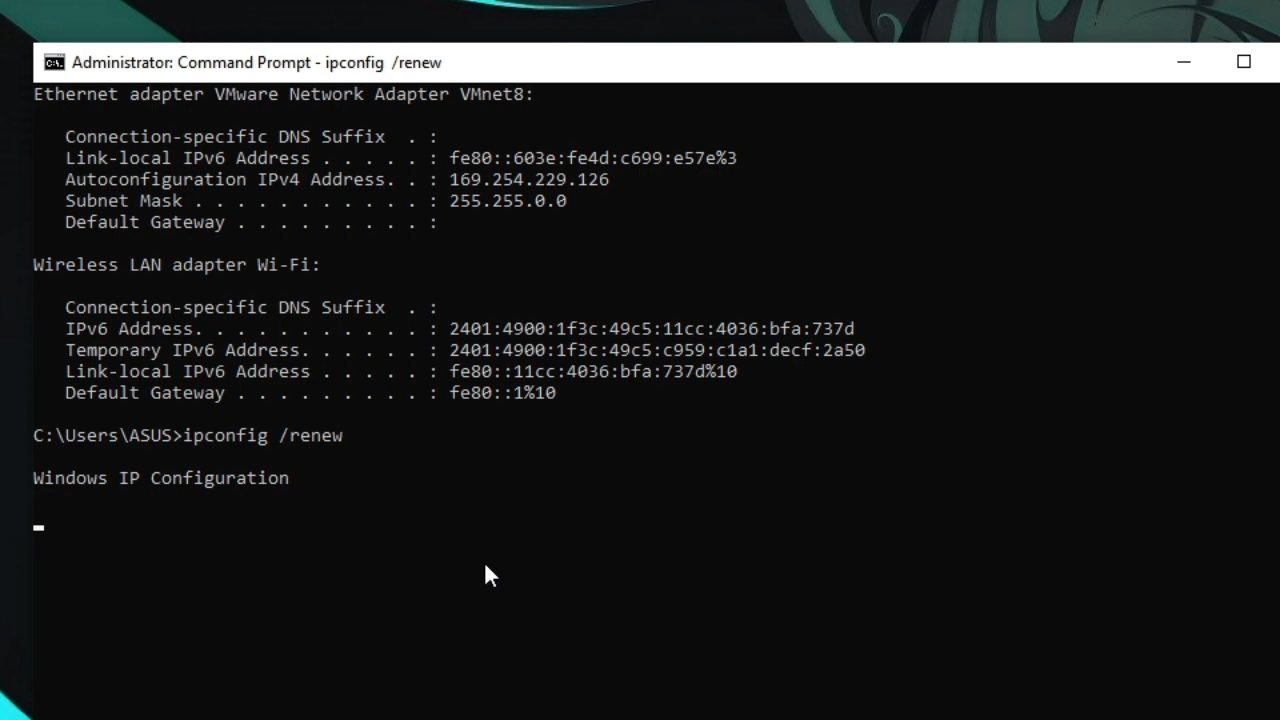 Administrator: Command Prompt - ipconfig  /renew
Ethernet adapter VMware Network Adapter VMnet8:
Connection-specific DNS Suffix  . :
Link-local IPv6 Address . . . . . : fe80::603e:fe4d:c699:e57e%3
Autoconfiguration IPv4 Address. . : 169.254.229.126
Subnet Mask . . . . . . . . . . . : 255.255.0.0
Default Gateway . . . . . . . . . :
Wireless LAN adapter Wi-Fi:
Connection-specific DNS Suffix  . :
IPv6 Address. . . . . . . . . . . : 2401:4900:1f3c:49c5:11cc:4036:bfa:737d
Temporary IPv6 Address. . . . . . : 2401:4900:1f3c:49c5:c959:c1a1:decf:2a50
Link-local IPv6 Address . . . . . : fe80::11cc:4036:bfa:737d%10
Default Gateway . . . . . . . . . : fe80::1%10
C:\Users\ASUS>ipconfig /renew
Windows IP Configuration